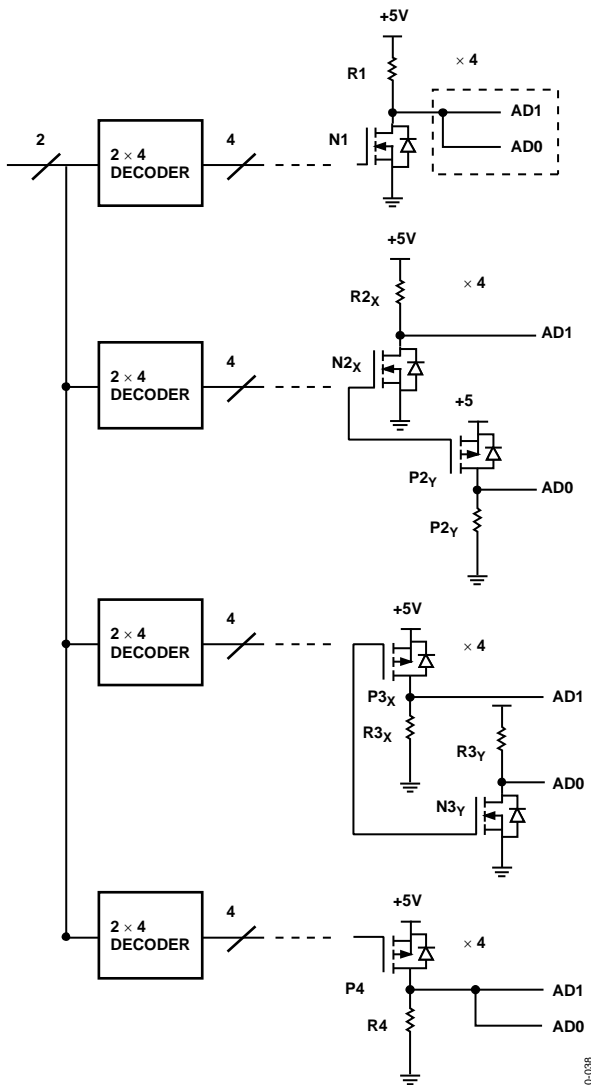 +5V
× 4
R1
AD1
AD0
N1
2
2 × 4
DECODER
4
+5V
× 4
R2X
AD1
N2X
2 × 4
DECODER
4
+5
P2Y
AD0
P2Y
+5V
× 4
2 × 4
DECODER
4
P3X
AD1
R3X
R3Y
AD0
N3Y
+5V
× 4
2 × 4
DECODER
4
P4
AD1
R4
AD0